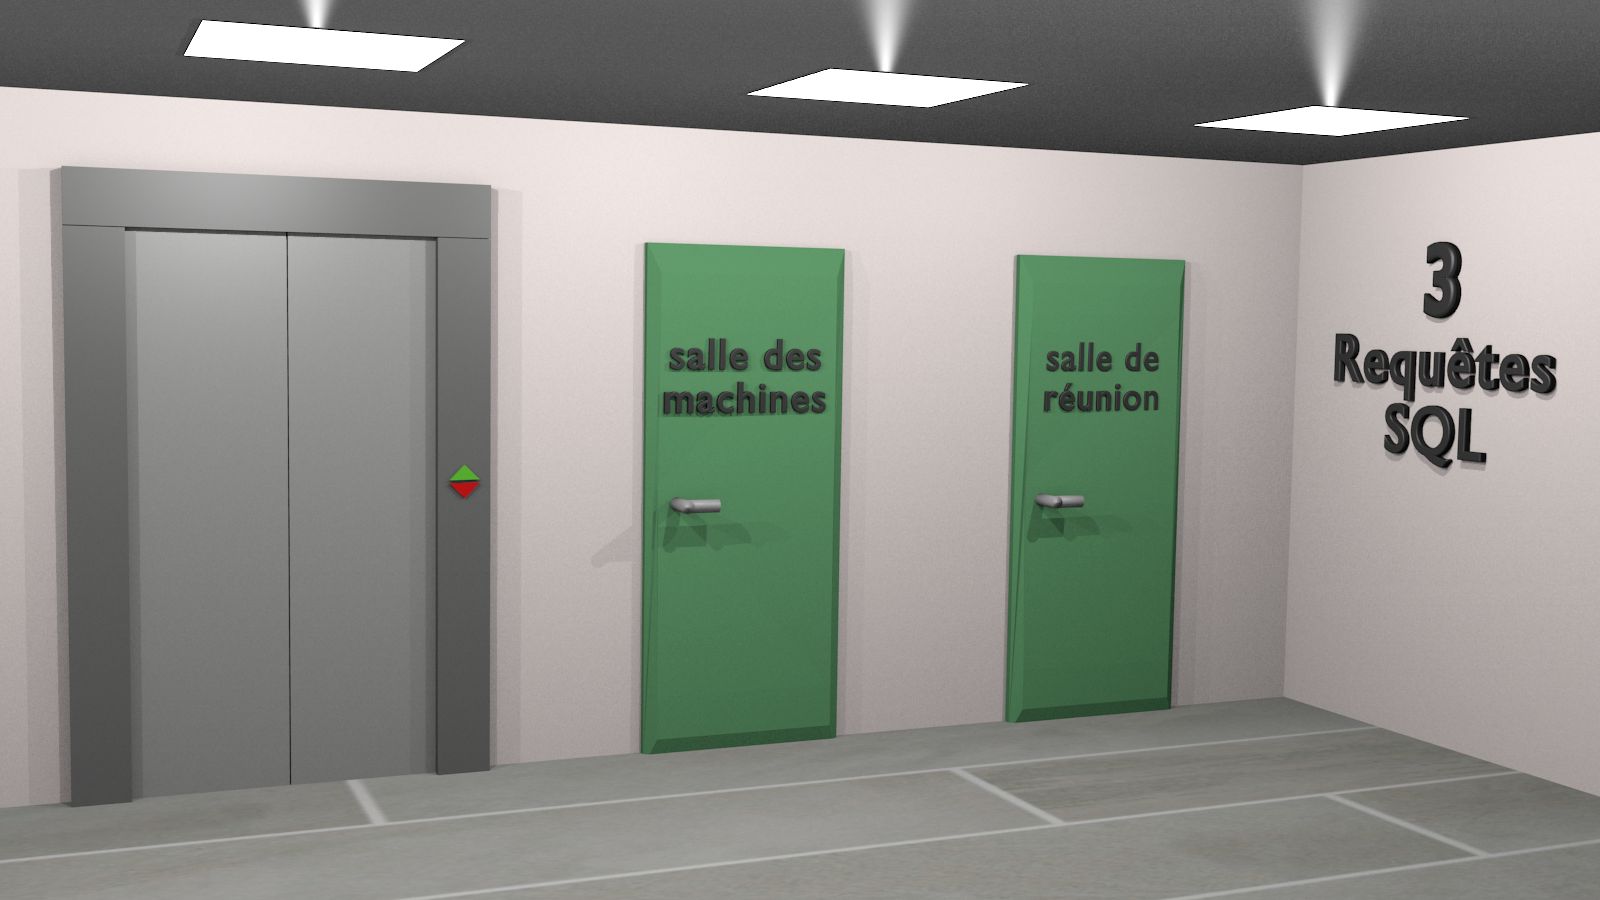 salle des
machines
salle de
réunion
3
Requêtes
SQL